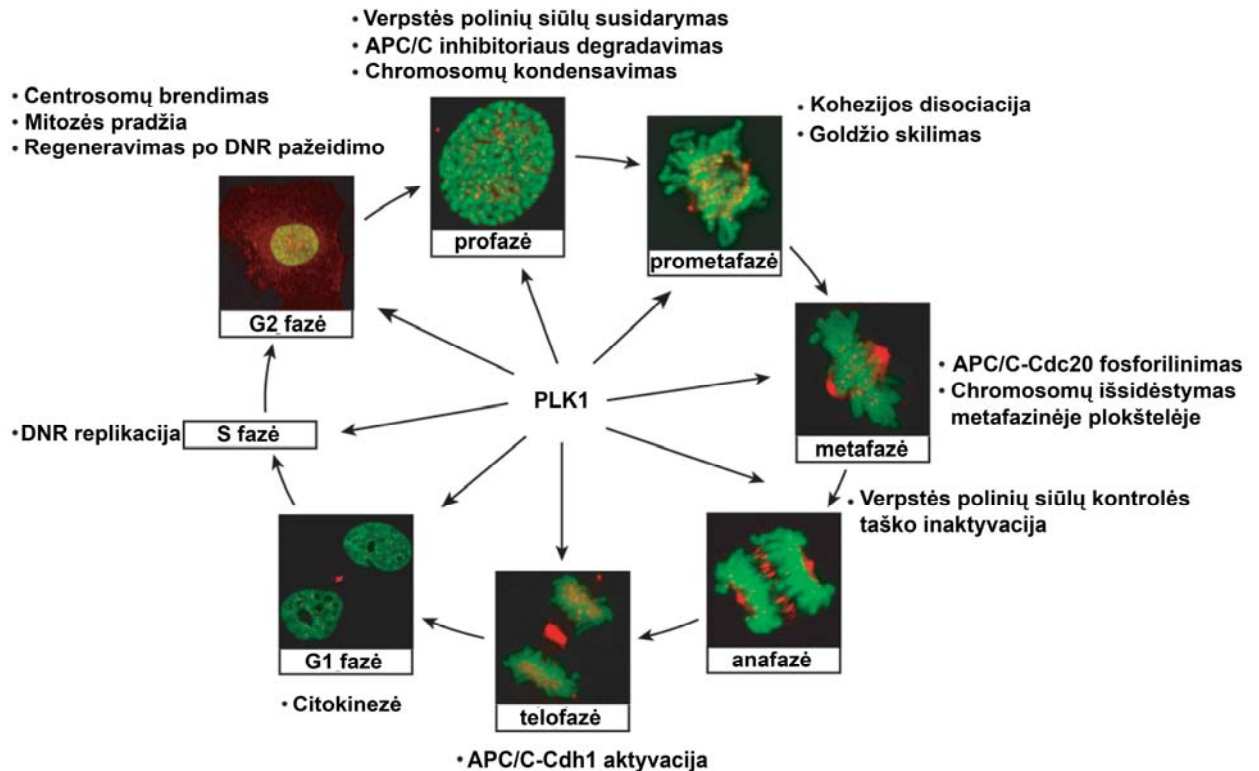 • Verpstės polinių siūlų susidarymas
• APC/C inhibitoriaus degradavimas
• Chromosomų kondensavimas
• Centrosomų brendimas
• Mitozės pradžia
• Regeneravimas po DNR pažeidimo
• Kohezijos disociacija
• Goldžio skilimas
profazė
prometafazė
G2 fazė
PLK1
• APC/C-Cdc20 fosforilinimas
• Chromosomų išsidėstymas
metafazinėje plokštelėje
• DNR replikacija
S fazė
metafazė
• Verpstės polinių siūlų kontrolės
taško inaktyvacija
G1 fazė
anafazė
• Citokinezė
telofazė
• APC/C-Cdh1 aktyvacija